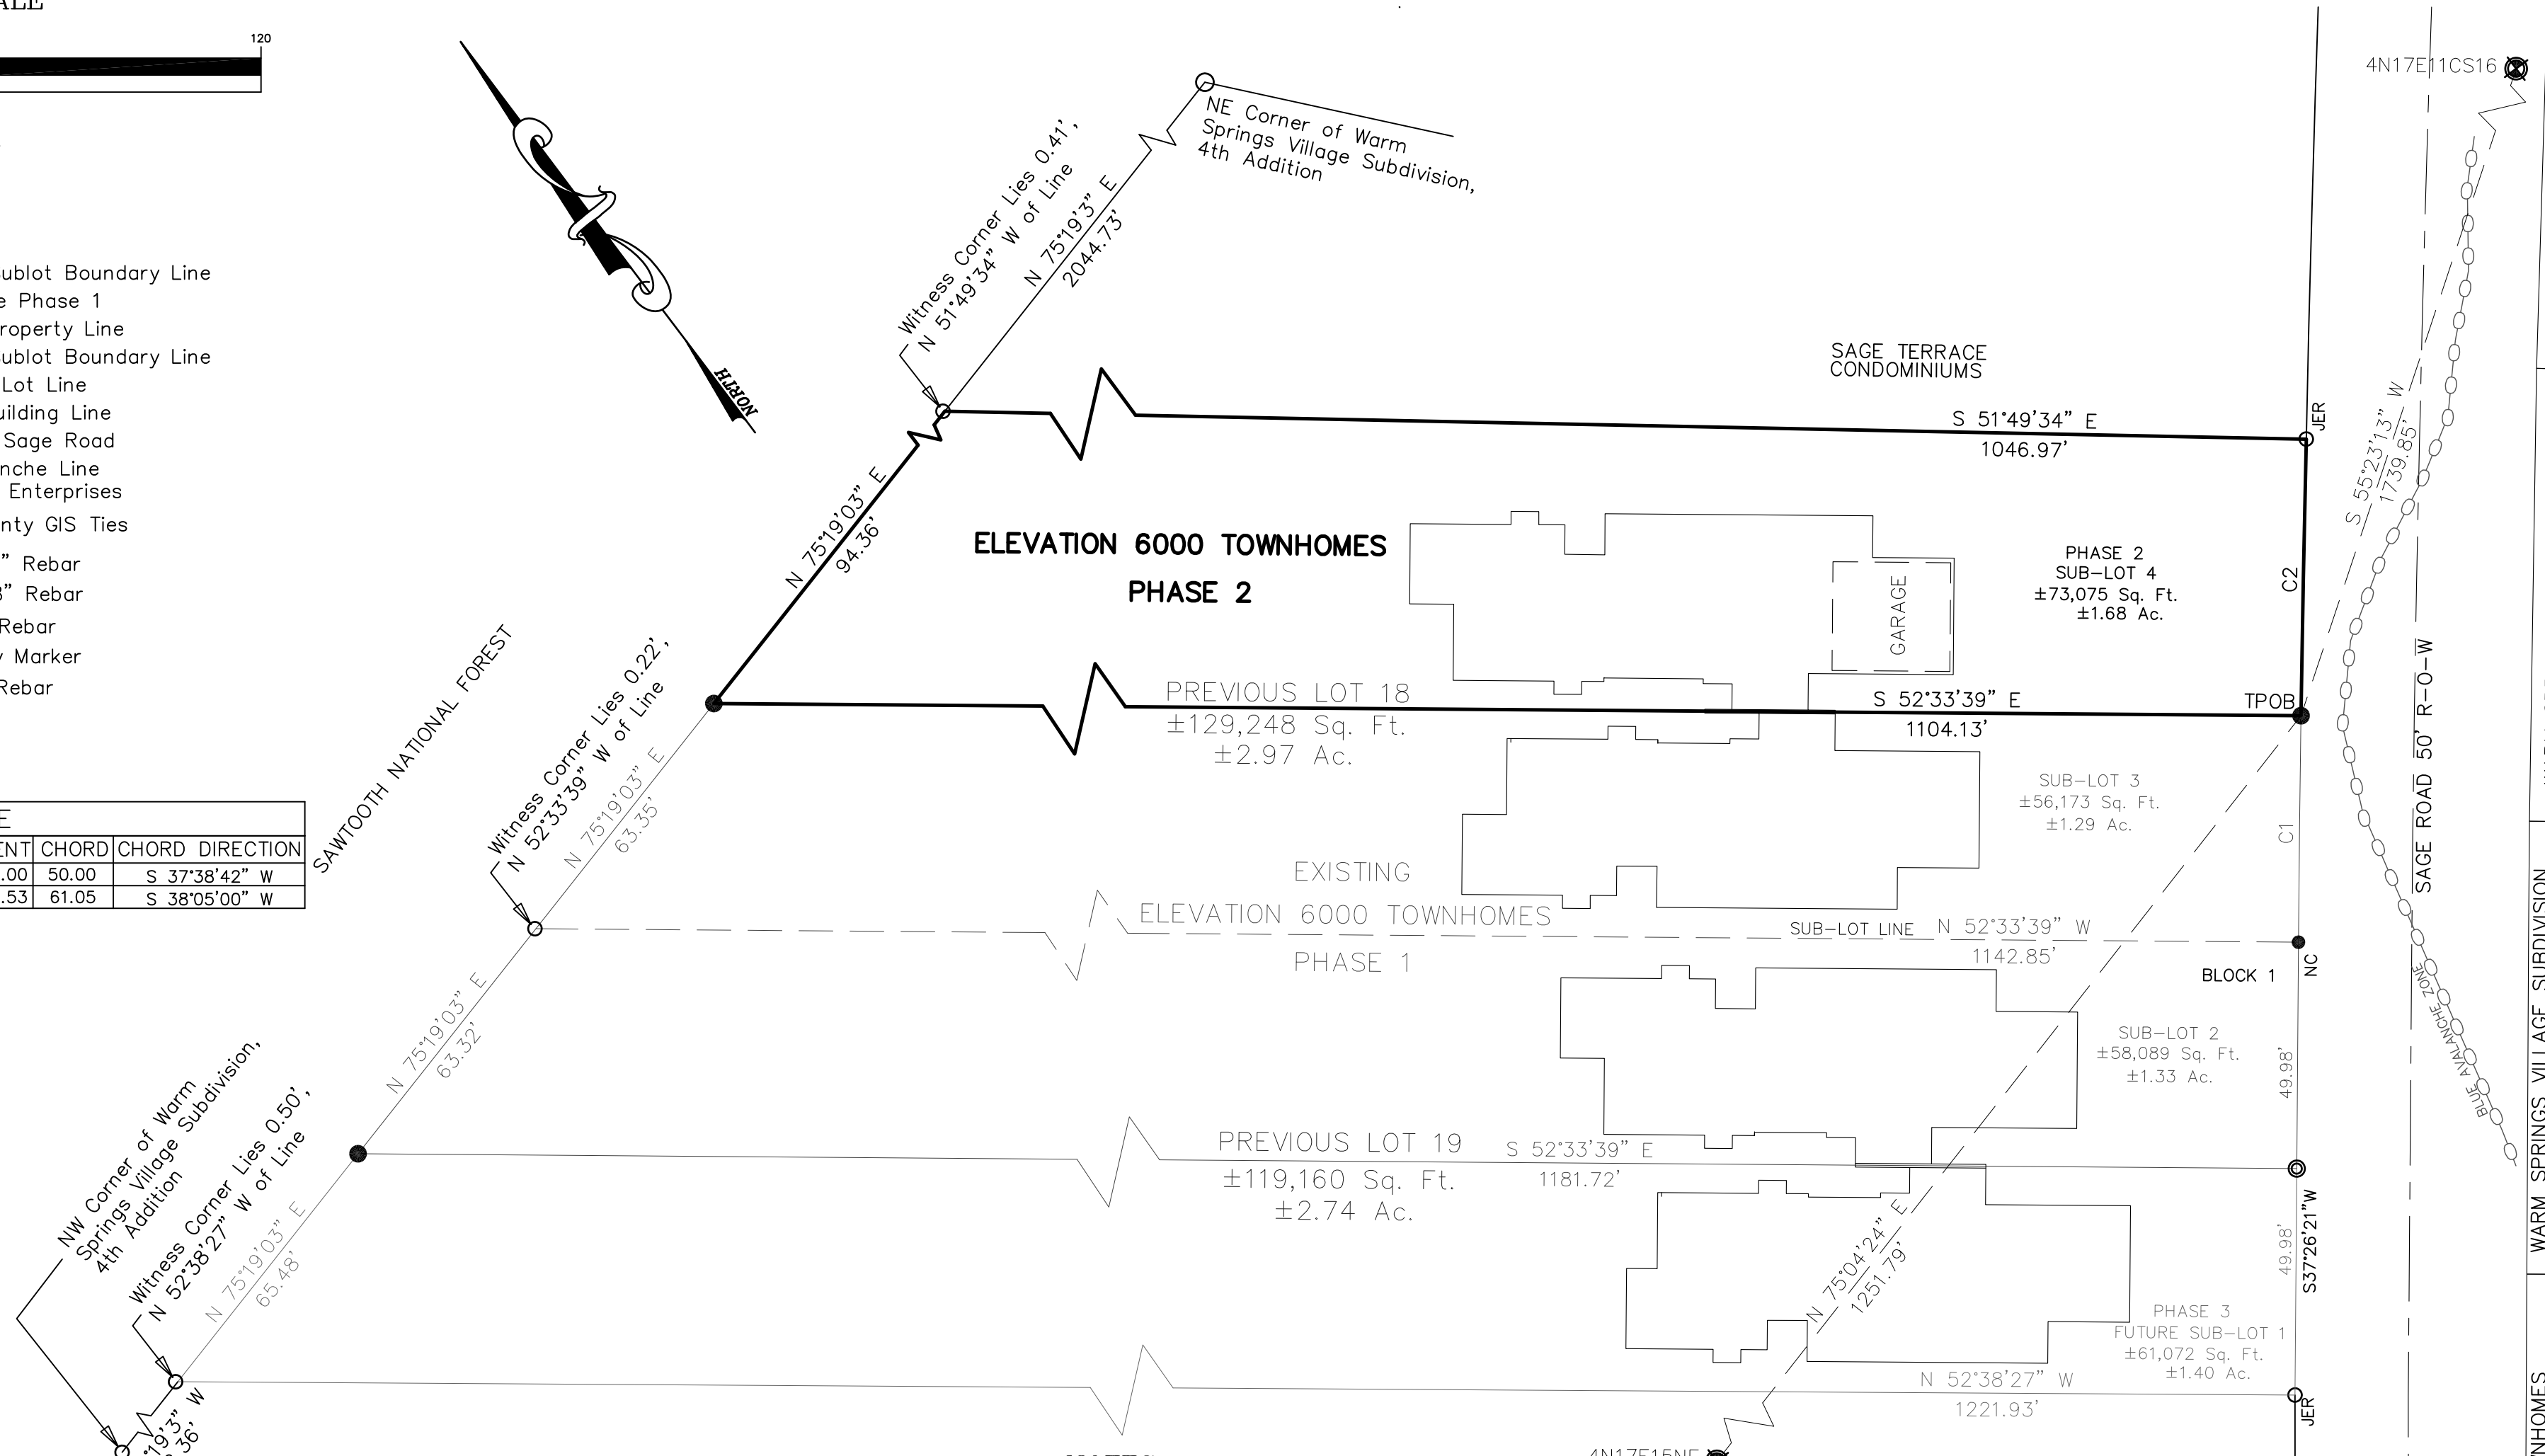 120
4N17E11CS16
NE Corner of Warm
Springs Village Subdivision,
4th Addition
Witness Corner Lies 0.41',
N 51°49'34" W of Line
N 75°19'3" E
2044.73'
NORTH
ublot Boundary Line
e Phase 1
roperty Line
ublot Boundary Line
Lot Line
uilding Line
Sage Road
nche Line
Enterprises
nty GIS Ties
" Rebar
" Rebar
Rebar
Marker
Rebar
SAGE TERRACE
CONDOMINIUMS
S 51°49'34" E
1046.97'
JER
S 55°23'13" W
1739.85'
N 75°19'03" E
94.36'
ELEVATION 6000 TOWNHOMES
PHASE 2
GARAGE
PHASE 2
SUB-LOT 4
±73,075 Sq. Ft.
±1.68 Ac.
C2
SAGE ROAD 50' R-O-W
SAWTOOTH NATIONAL FOREST
Witness Corner Lies 0.22',
N 52°33'39" W of Line
N 75°19'03" E
63.35'
PREVIOUS LOT 18
±129,248 Sq. Ft.
±2.97 Ac.
S 52°33'39" E
1104.13'
TPOB
SUB-LOT 3
±56,173 Sq. Ft.
±1.29 Ac.
C1
ENT CHORD CHORD DIRECTION
.00 50.00 S 37°38'42" W
.53 61.05 S 38°05'00" W
EXISTING
ELEVATION 6000 TOWNHOMES
PHASE 1
SUB-LOT LINE N 52°33'39" W
1142.85'
BLOCK 1
NC
BLUE AVALANCHE ZONE
WARM SPRINGS VILLAGE SUBDIVISION
N 75°19'03" E
63.32'
SUB-LOT 2
±58,089 Sq. Ft.
±1.33 Ac.
49.98'
NW Corner of Warm
Springs Village Subdivision,
4th Addition
Witness Corner Lies 0.50',
N 52°38'27" W of Line
N 75°19'03" E
65.48'
PREVIOUS LOT 19
±119,160 Sq. Ft.
±2.74 Ac.
S 52°33'39" E
1181.72'
49.98'
S37°26'21"W
N 75°04'24" E
1251.79'
PHASE 3
FUTURE SUB-LOT 1
±61,072 Sq. Ft.
±1.40 Ac.
N 52°38'27" W
1221.93'
JER
19'3" W
36'